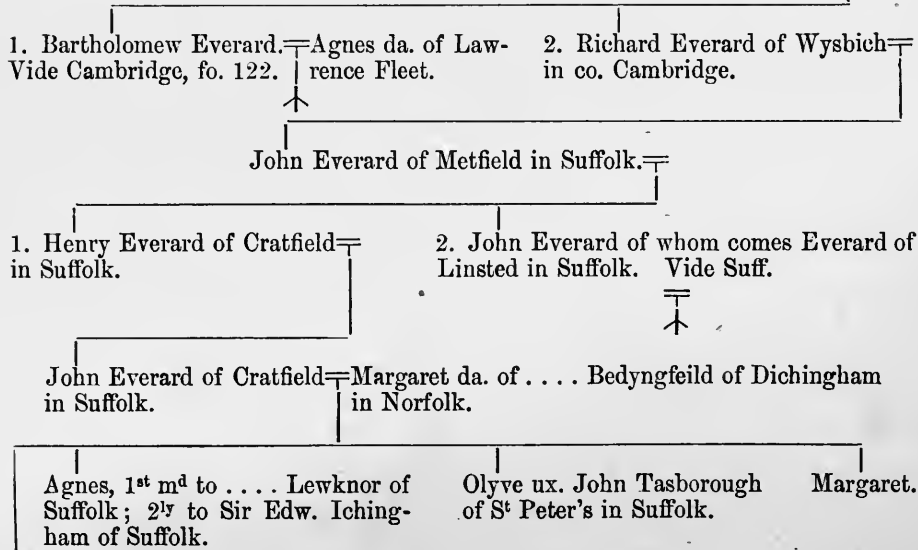 1. Bartholomew Everard.
Vide Cambridge, fo. 122.
Agnes da. of Law-
rence Fleet.
2. Richard Everard of Wysbich
in co. Cambridge.
John Everard of Metfield in Suffolk.
1. Henry Everard of Cratfield
in Suffolk.
2. John Everard of whom comes Everard of
Linsted in Suffolk. Vide Suff.
John Everard of Cratfield
in Suffolk.
Margaret da. of .... Bedyngfeild of Dichingham
in Norfolk.
Agnes, 1st md to .... Lewknor of
Suffolk; 2ly to Sir Edw. Iching-
ham of Suffolk.
Olyve ux. John Tasborough
of St Peter's in Suffolk.
Margaret.